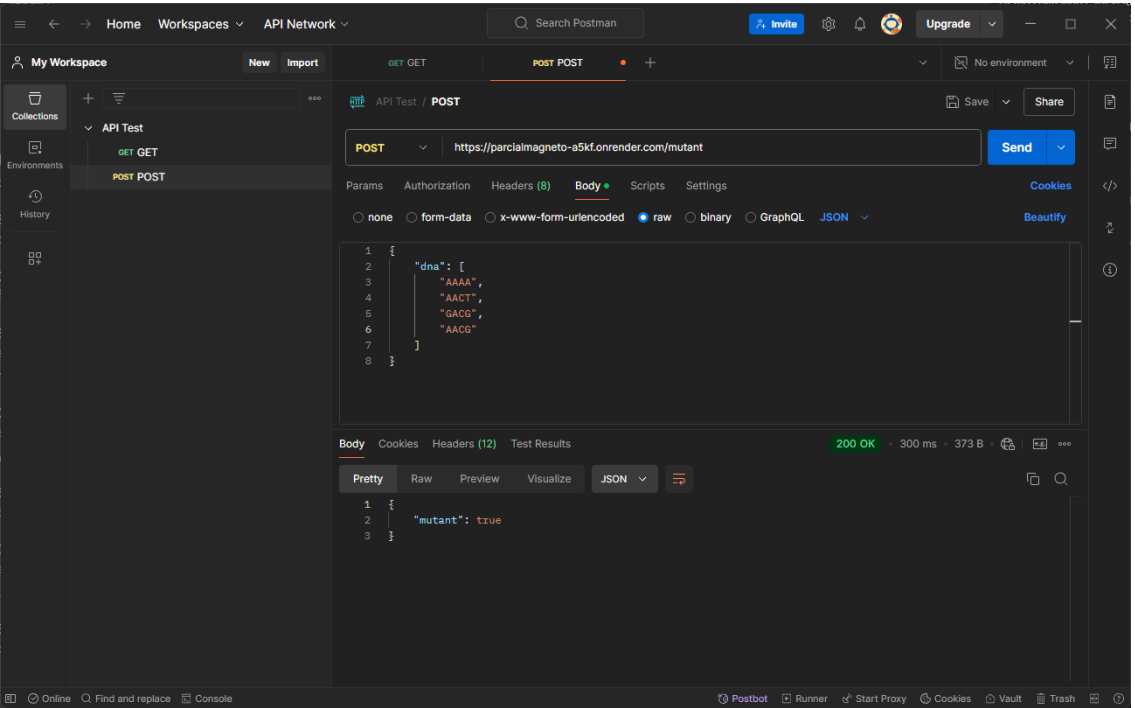 Home Workspaces API Network Search Postman Invite Upgrade
My Workspace New Import GET GET POST POST No environment
Collections
Environments
History
API Test
GET GET
POST POST
HTTP API Test / POST Save Share
POST https://parcialmagneto-a5kf.onrender.com/mutant Send
Params Authorization Headers (8) Body Scripts Settings Cookies
none form-data x-www-form-urlencoded raw binary GraphQL JSON Beautify
1 {
2 "dna": [
3 "AAAA",
4 "AACT",
5 "GACG",
6 "AACG"
7 ]
8 }
Body Cookies Headers (12) Test Results 200 OK 300 ms 373 B
Pretty Raw Preview Visualize JSON
1 {
2 "mutant": true
3 }
Online Find and replace Console Postbot Runner Start Proxy Cookies Vault Trash